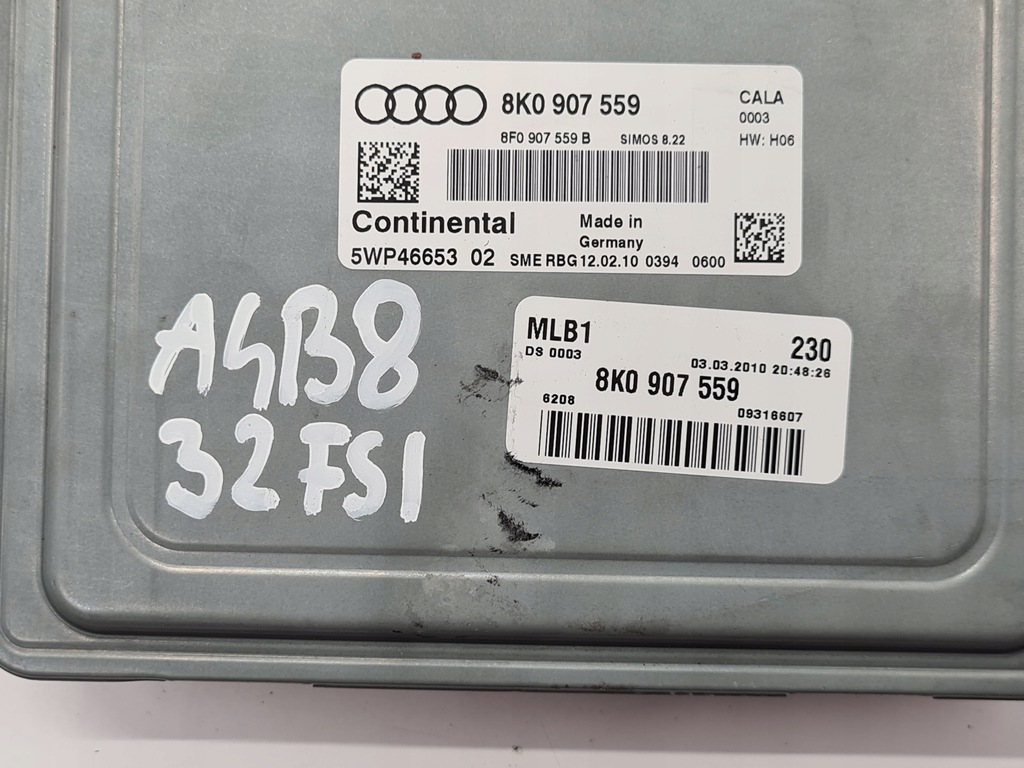 8K0 907 559
CALA
0003
8F0 907 559 B SIMOS 8.22 HW: H06
Continental Made in
Germany
5WP46653 02 SME RBG 12.02.10 0394 0600
A4B8
32FSI
MLB1 230
DS 0003 03.03.2010 20:48:26
8K0 907 559
6208 09316607